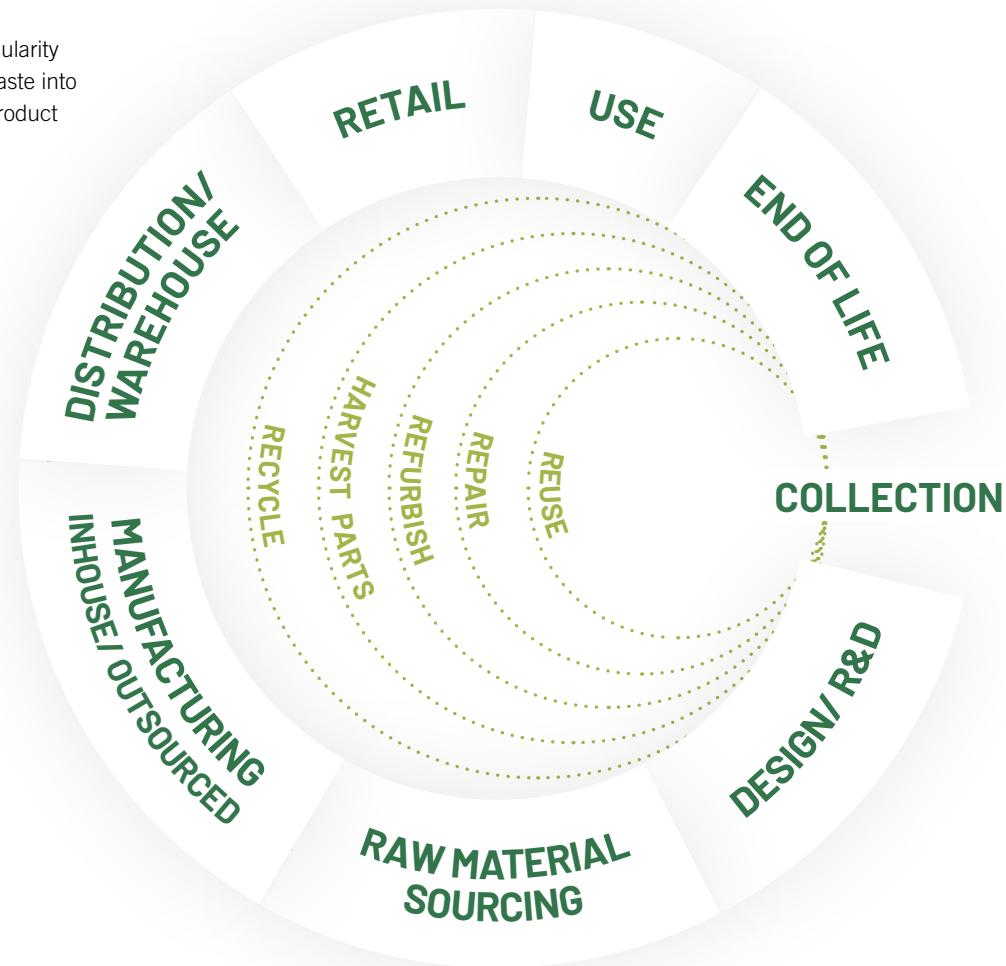 ularity
aste into
roduct
RETAIL
USE
END OF LIFE
DISTRIBUTION/
WAREHOUSE
RECYCLE
HARVEST PARTS
REFURBISH
REPAIR
REUSE
COLLECTION
MANUFACTURING
INHOUSE/ OUTSOURCED
DESIGN/ R&D
RAW MATERIAL
SOURCING